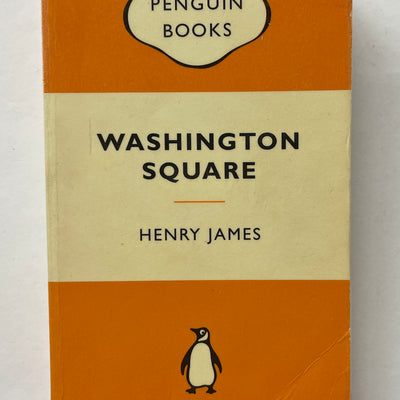 PENGUIN
BOOKS
WASHINGTON
SQUARE
HENRY JAMES